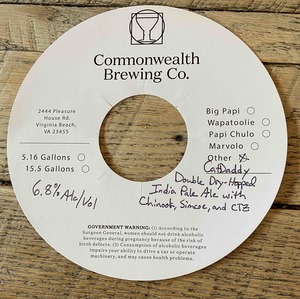 Commonwealth
Brewing Co.
2444 Pleasure
House Rd.
Virginia Beach,
VA 23455
Big Papi
Wapatoolie
Papi Chulo
Marvolo
Other x
5.16 Gallons
15.5 Gallons
CatDaddy
Double Dry-Hopped
India Pale Ale with
Chinook, Simcoe, and CTZ
6.8% Alc/Vol
GOVERNMENT WARNING: (1) According to the
Surgeon General, women should not drink alcoholic
beverages during pregnancy because of the risk of
birth defects. (2) Consumption of alcoholic beverages
impairs your ability to drive a car or operate
machinery, and may cause health problems.